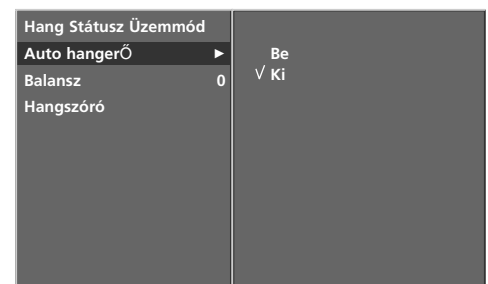 Hang Státusz Üzemmód
Auto hangerŐ ►
Balansz 0
Hangszóró
Be
√ Ki